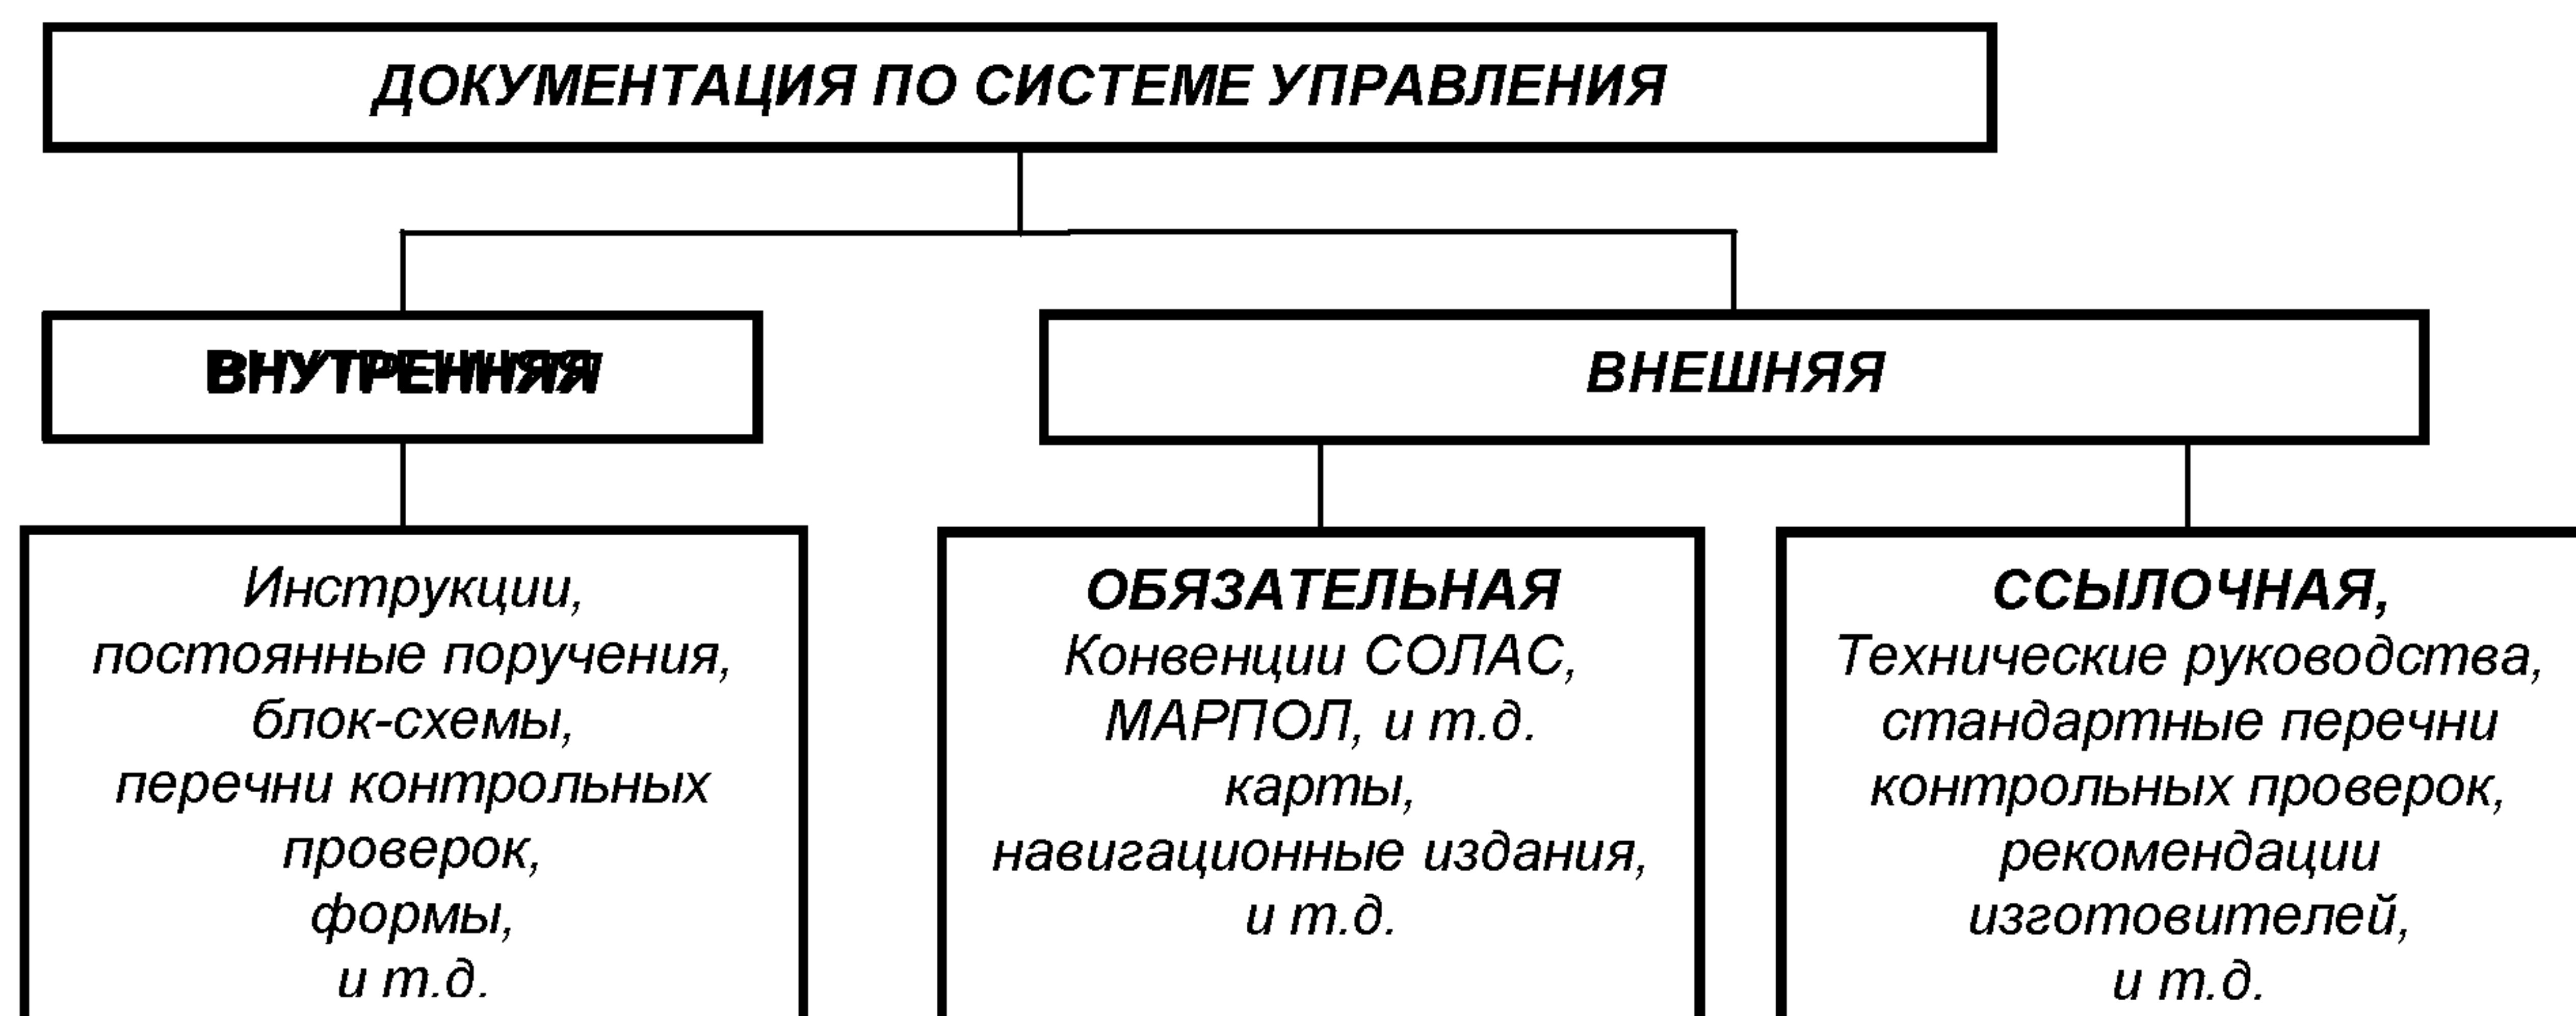 ДОКУМЕНТАЦИЯ ПО СИСТЕМЕ УПРАВЛЕНИЯ
ВНУТРЕННЯЯ
ВНЕШНЯЯ
Инструкции,
постоянные поручения,
блок-схемы,
перечни контрольных
проверок,
формы,
и т.д.
ОБЯЗАТЕЛЬНАЯ
Конвенции СОЛАС,
МАРПОЛ, и т.д.
карты,
навигационные издания,
и т.д.
ССЫЛОЧНАЯ,
Технические руководства,
стандартные перечни
контрольных проверок,
рекомендации
изготовителей,
и т.д.